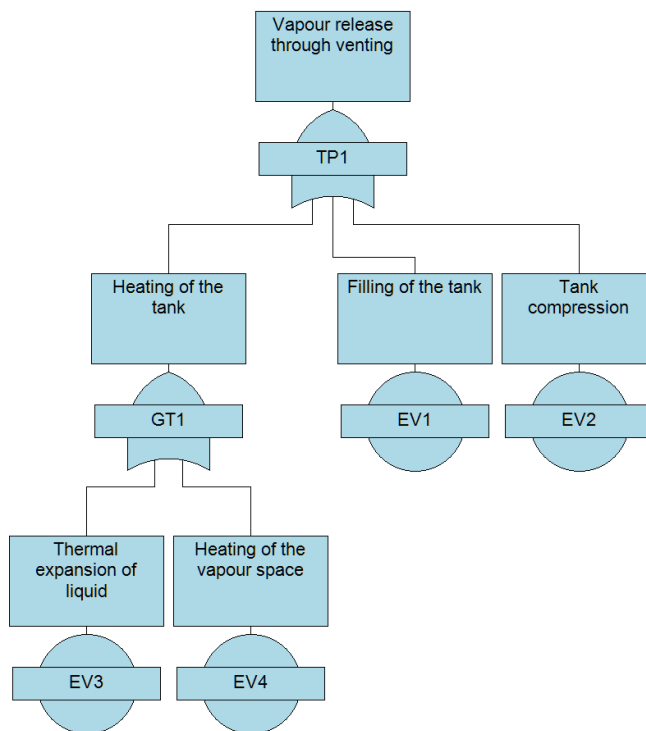 Vapour release
through venting
TP1
Heating of the
tank
Filling of the tank
Tank
compression
GT1
EV1
EV2
Thermal
expansion of
liquid
Heating of the
vapour space
EV3
EV4